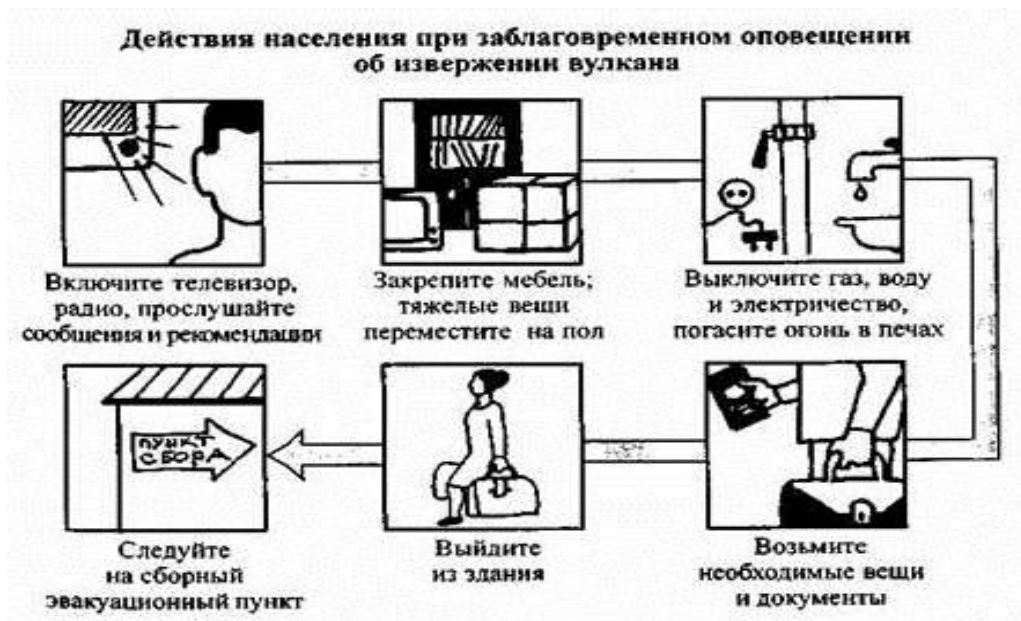 Действия населения при заблаговременном оповещении
об извержении вулкана
Включите телевизор,
радио, прослушайте
сообщения и рекомендации
Закрепите мебель;
тяжелые вещи
переместите на пол
Выключите газ, воду
и электричество,
погасите огонь в печах
Возьмите
необходимые вещи
и документы
Выйдите
из здания
ПУНКТ
СБОРА
Следуйте
на сборный
эвакуационный пункт